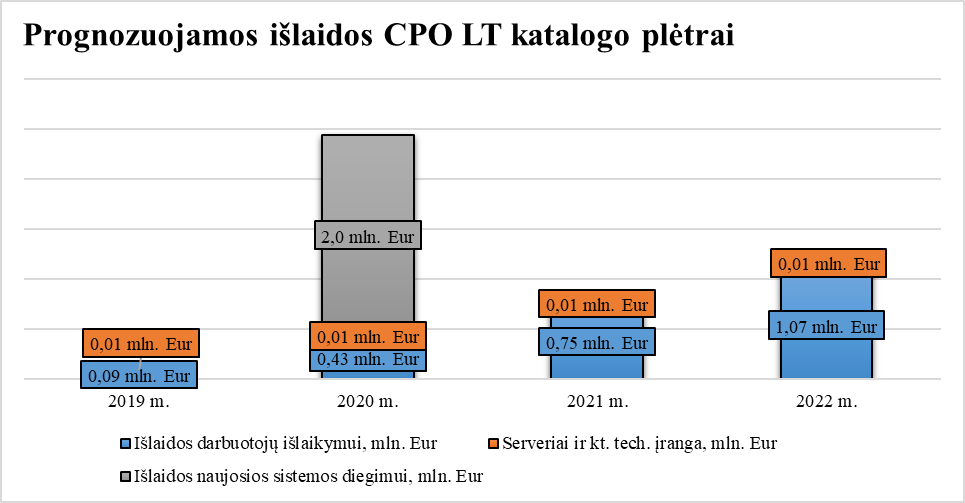 Prognozuojamos išlaidos CPO LT katalogo plėtrai
2,0 mln. Eur
0,01 mln. Eur
0,01 mln. Eur
0,01 mln. Eur
0,01 mln. Eur
0,09 mln. Eur
0,43 mln. Eur
0,75 mln. Eur
1,07 mln. Eur
2019 m.
2020 m.
2021 m.
2022 m.
Išlaidos darbuotojų išlaikymui, mln. Eur
Serveriai ir kt. tech. įranga, mln. Eur
Išlaidos naujosios sistemos diegimui, mln. Eur